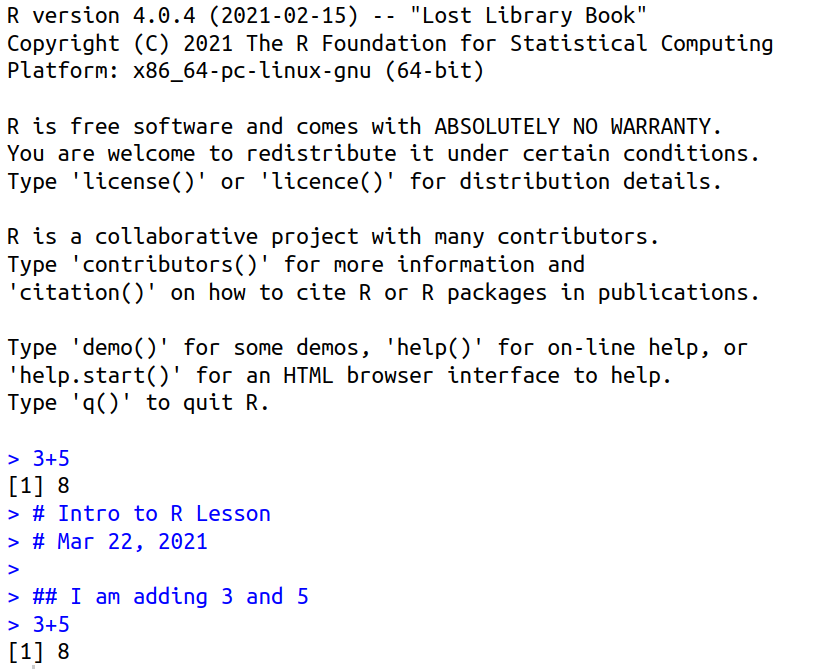 R version 4.0.4 (2021-02-15) -- "Lost Library Book"
Copyright (C) 2021 The R Foundation for Statistical Computing
Platform: x86_64-pc-linux-gnu (64-bit)
R is free software and comes with ABSOLUTELY NO WARRANTY.
You are welcome to redistribute it under certain conditions.
Type 'license()' or 'licence()' for distribution details.
R is a collaborative project with many contributors.
Type 'contributors()' for more information and
'citation()' on how to cite R or R packages in publications.
Type 'demo()' for some demos, 'help()' for on-line help, or
'help.start()' for an HTML browser interface to help.
Type 'q()' to quit R.
> 3+5
[1] 8
> # Intro to R Lesson
> # Mar 22, 2021
>
> ## I am adding 3 and 5
> 3+5
[1] 8